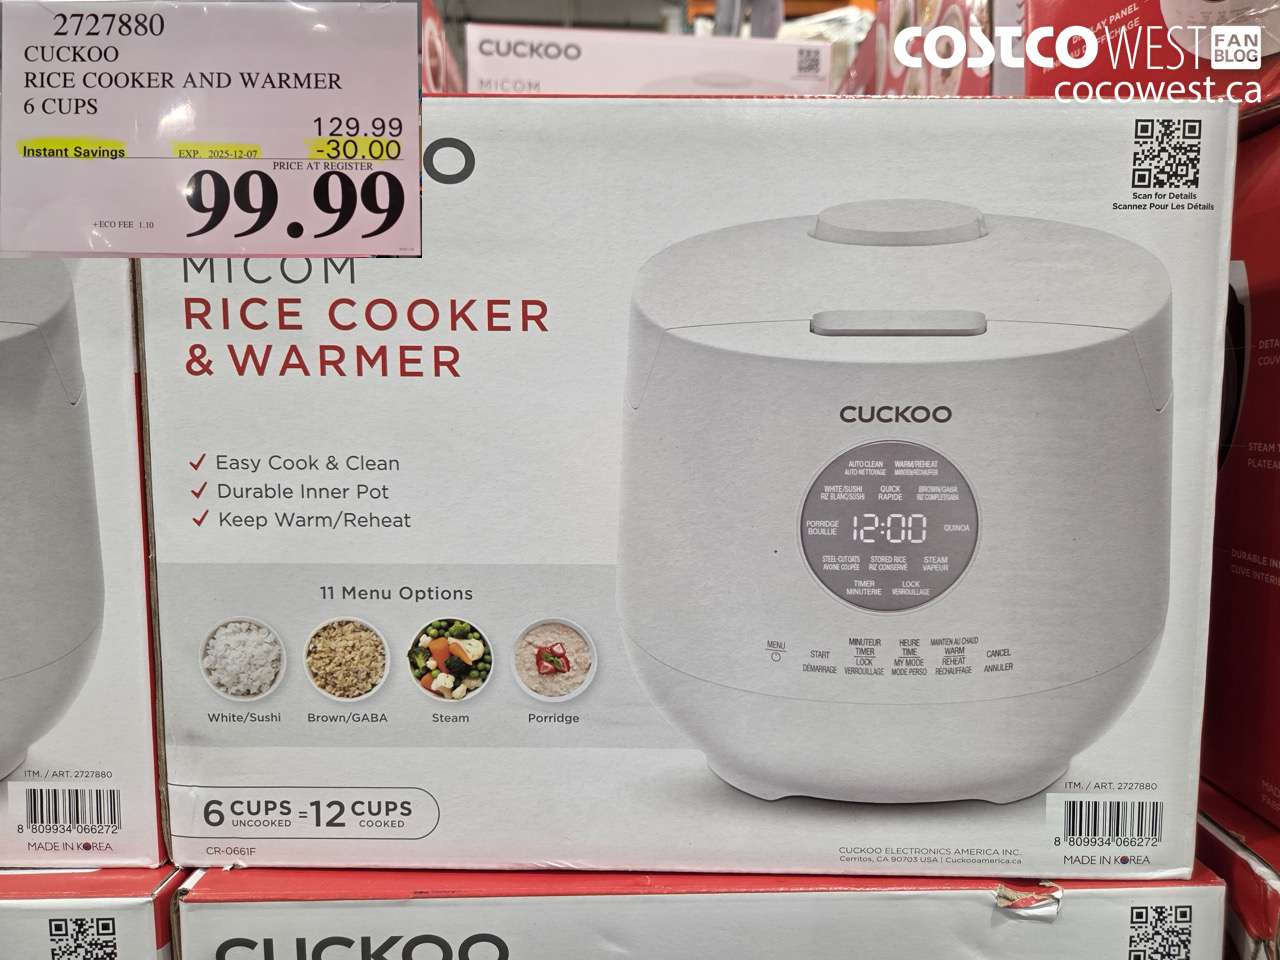 2727880
CUCKOO
RICE COOKER AND WARMER
6 CUPS
129.99
Instant Savings EXP. 2025-12-07 -30.00
PRICE AT REGISTER
99.99
+ECO FEE 1.10
COSTCO WEST FAN BLOG
cocowest.ca
CUCKOO
MICOM
O
Scan for Details
Scannez Pour Les Détails
MICOM
RICE COOKER
& WARMER
✓ Easy Cook & Clean
✓ Durable Inner Pot
✓ Keep Warm/Reheat
11 Menu Options
White/Sushi Brown/GABA Steam Porridge
6 CUPS UNCOOKED = 12 CUPS COOKED
CR-0661F
CUCKOO
AUTO CLEAN WARM/REHEAT
AUTO-NETTOYAGE MAINTIEN/RÉCHAUFFER
WHITE/SUSHI QUICK BROWN/GABA
RIZ BLANC/SUSHI RAPIDE RIZ COMPLET/GABA
PORRIDGE
BOUILLIE
12:00
QUINOA
STEEL-CUT OATS STORED RICE STEAM
AVOINE COUPÉE RIZ CONSERVÉ VAPEUR
TIMER LOCK
MINUTERIE VERROUILLAGE
MENU
START
DÉMARRAGE
MINUTEUR
TIMER
LOCK
VERROUILLAGE
HEURE
TIME
MY MODE
MODE PERSO
MAINTIEN AU CHAUD
WARM
REHEAT
RÉCHAUFFAGE
CANCEL
ANNULER
CUCKOO ELECTRONICS AMERICA INC.
Cerritos, CA 90703 USA | Cuckooamerica.ca
ITM. / ART. 2727880
8 809934 066272
MADE IN KOREA
ITM. / ART. 2727880
8 809934 066272
MADE IN KOREA
CUCKOO